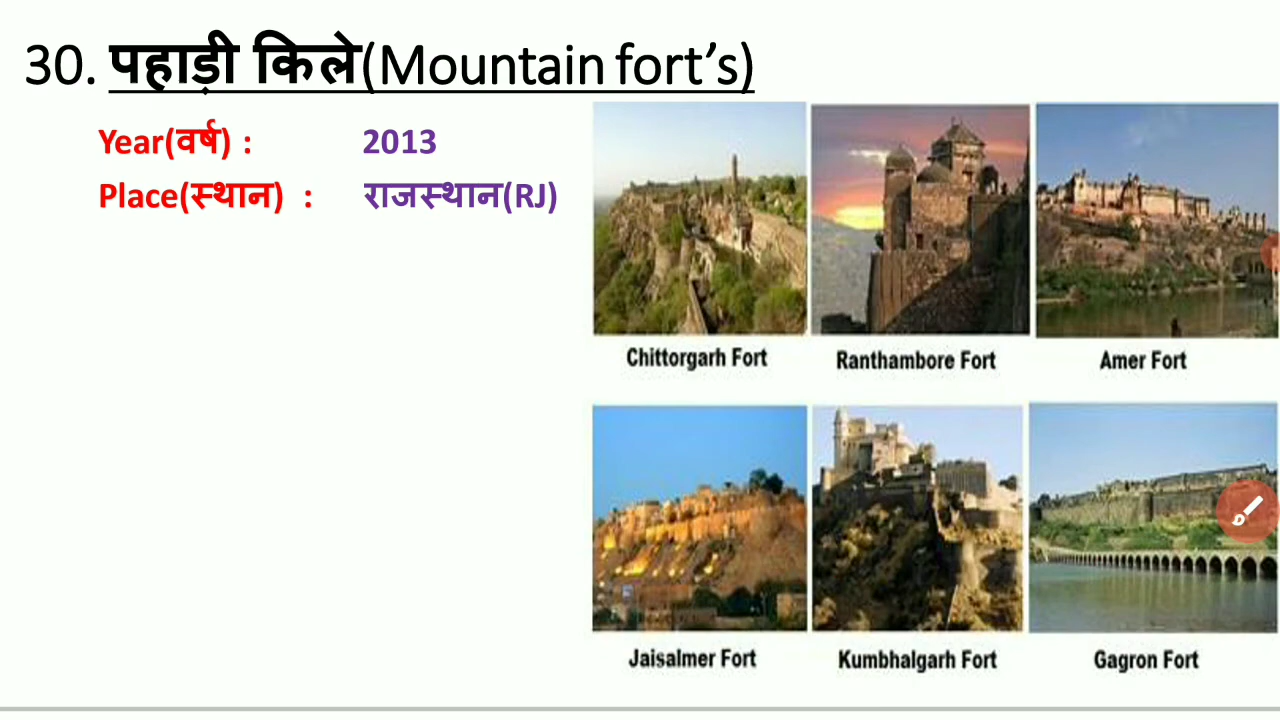 30. पहाड़ी किले(Mountain fort’s)
Year(वर्ष) : 2013
Place(स्थान) : राजस्थान(RJ)
Chittorgarh Fort
Ranthambore Fort
Amer Fort
Jaisalmer Fort
Kumbhalgarh Fort
Gagron Fort